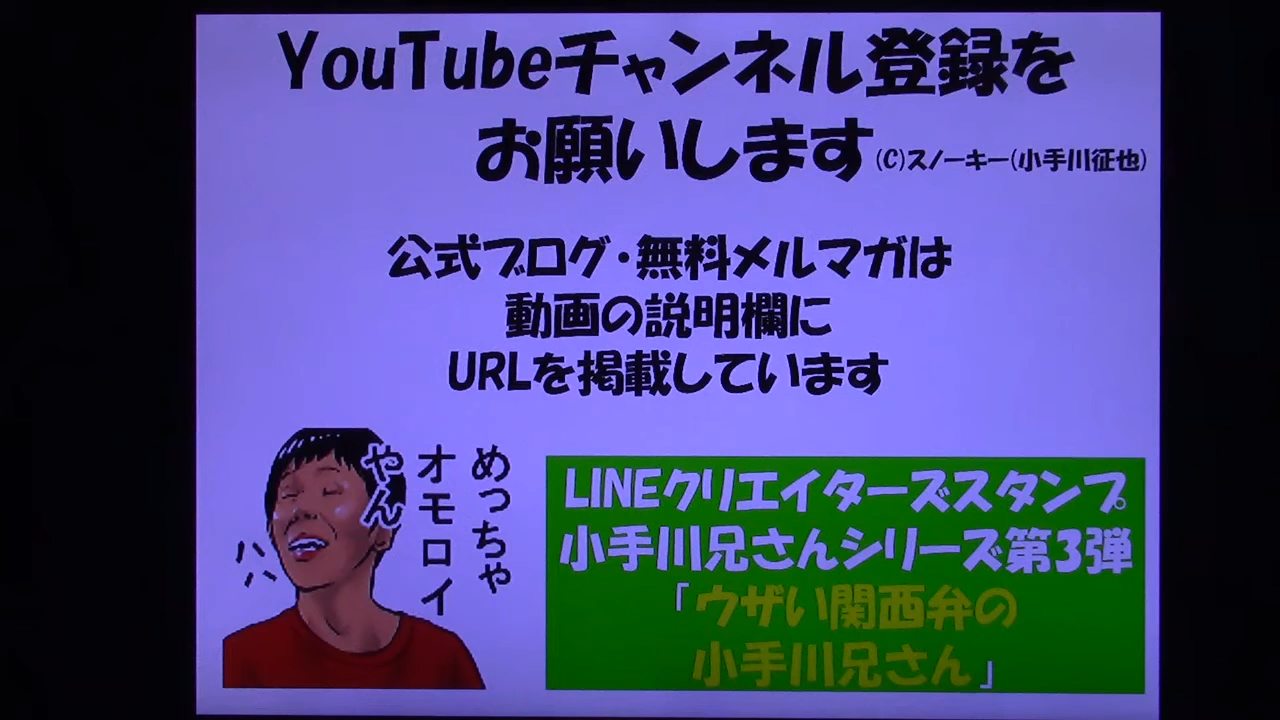 YouTubeチャンネル登録を
お願いします(C)スノーキー(小手川征也)
公式ブログ・無料メルマガは
動画の説明欄に
URLを掲載しています
めっちゃ
オモロイ
やん
ハハ
LINEクリエイターズスタンプ
小手川兄さんシリーズ第3弾
「ウザい関西弁の
小手川兄さん」